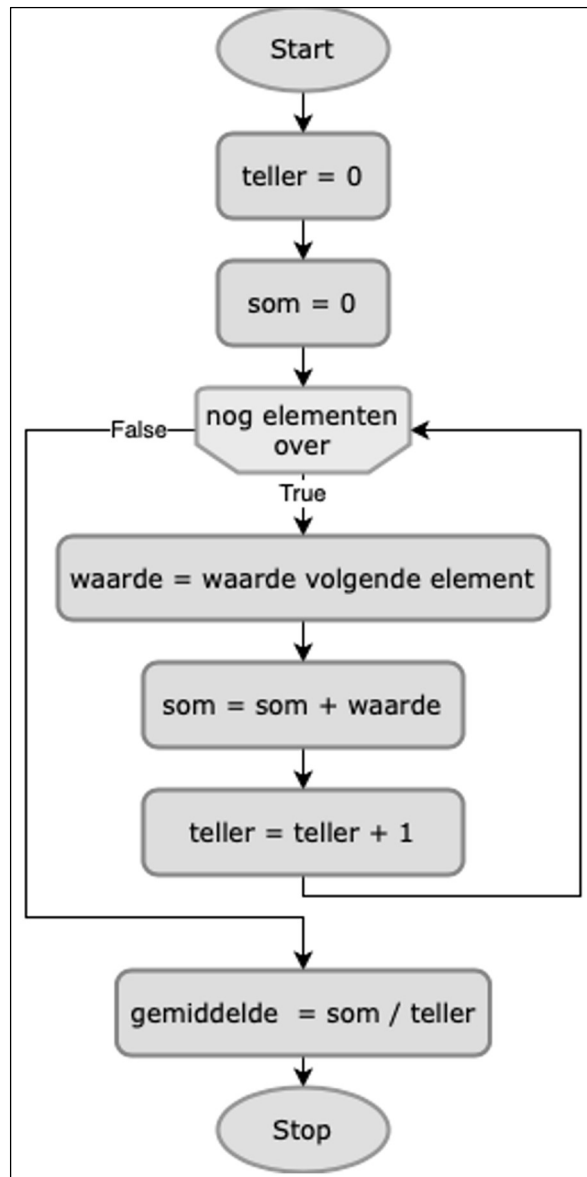 Start
teller = 0
som = 0
nog elementen
over
False
True
waarde = waarde volgende element
som = som + waarde
teller = teller + 1
gemiddelde  = som / teller
Stop